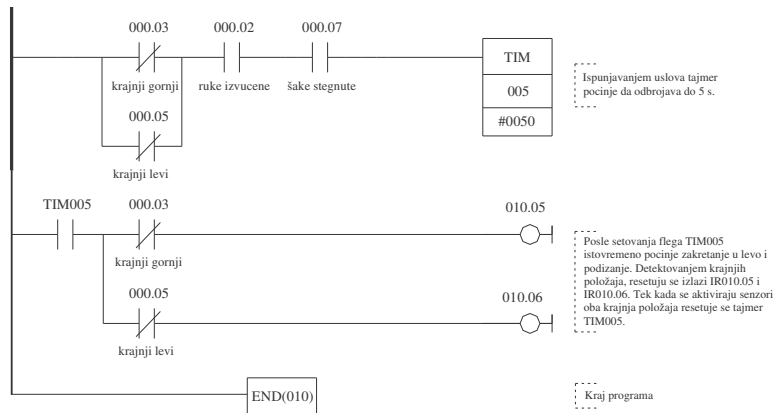 000.03 000.02 000.07
TIM
krajnji gornji ruke izvucene šake stegnute
005
#0050
Ispunjavanjem uslova tajmer
pocinje da odbrojava do 5 s.
000.05
krajnji levi
TIM005 000.03 010.05
krajnji gornji
Posle setovanja flega TIM005
istovremeno pocinje zakretanje u levo i
podizanje. Detektovanjem krajnjih
položaja, resetuju se izlazi IR010.05 i
IR010.06. Tek kada se aktiviraju senzori
oba krajnja položaja resetuje se tajmer
TIM005.
000.05 010.06
krajnji levi
END(010)
Kraj programa